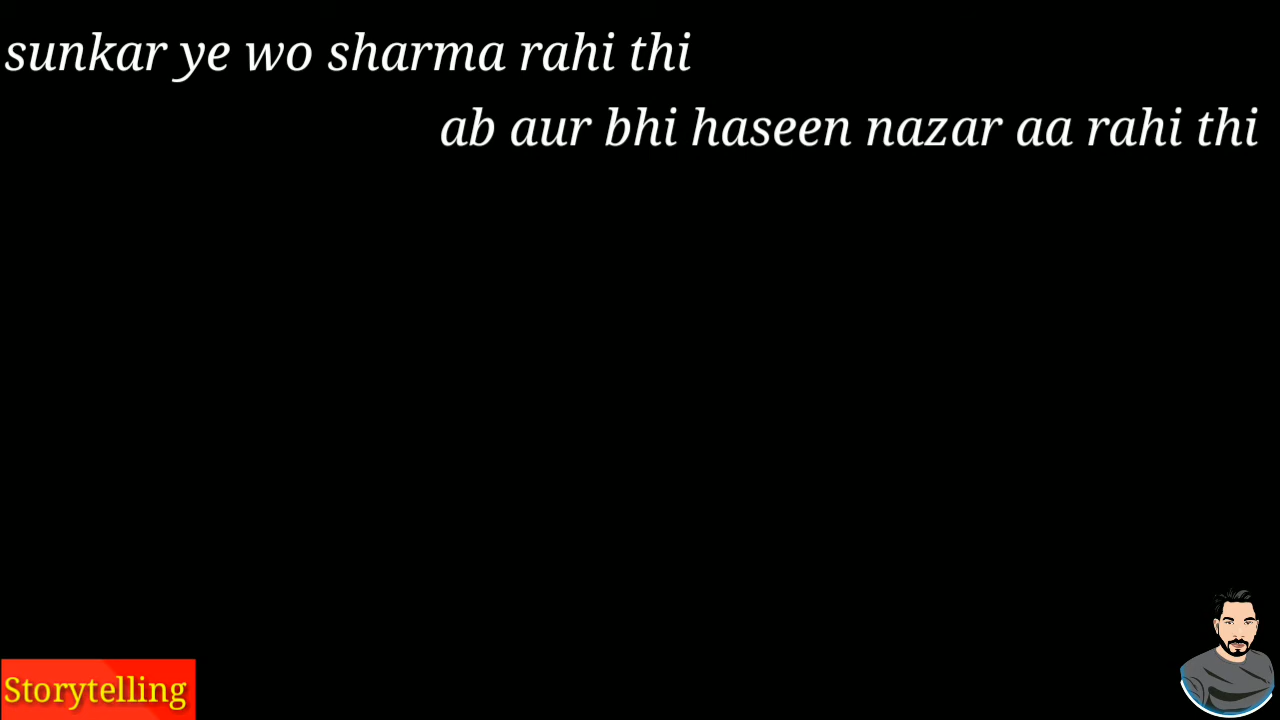 sunkar ye wo sharma rahi thi
ab aur bhi haseen nazar aa rahi thi
Storytelling